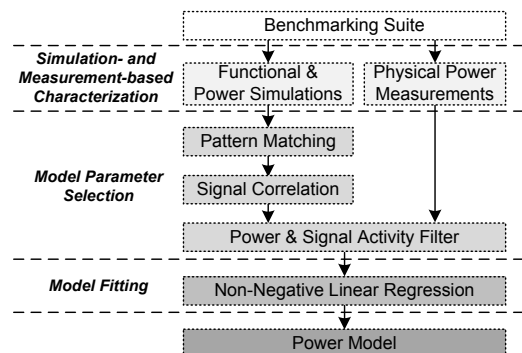 Benchmarking Suite
Simulation- and
Measurement-based
Characterization
Functional &
Power Simulations
Physical Power
Measurements
Pattern Matching
Model Parameter
Selection
Signal Correlation
Power & Signal Activity Filter
Model Fitting
Non-Negative Linear Regression
Power Model